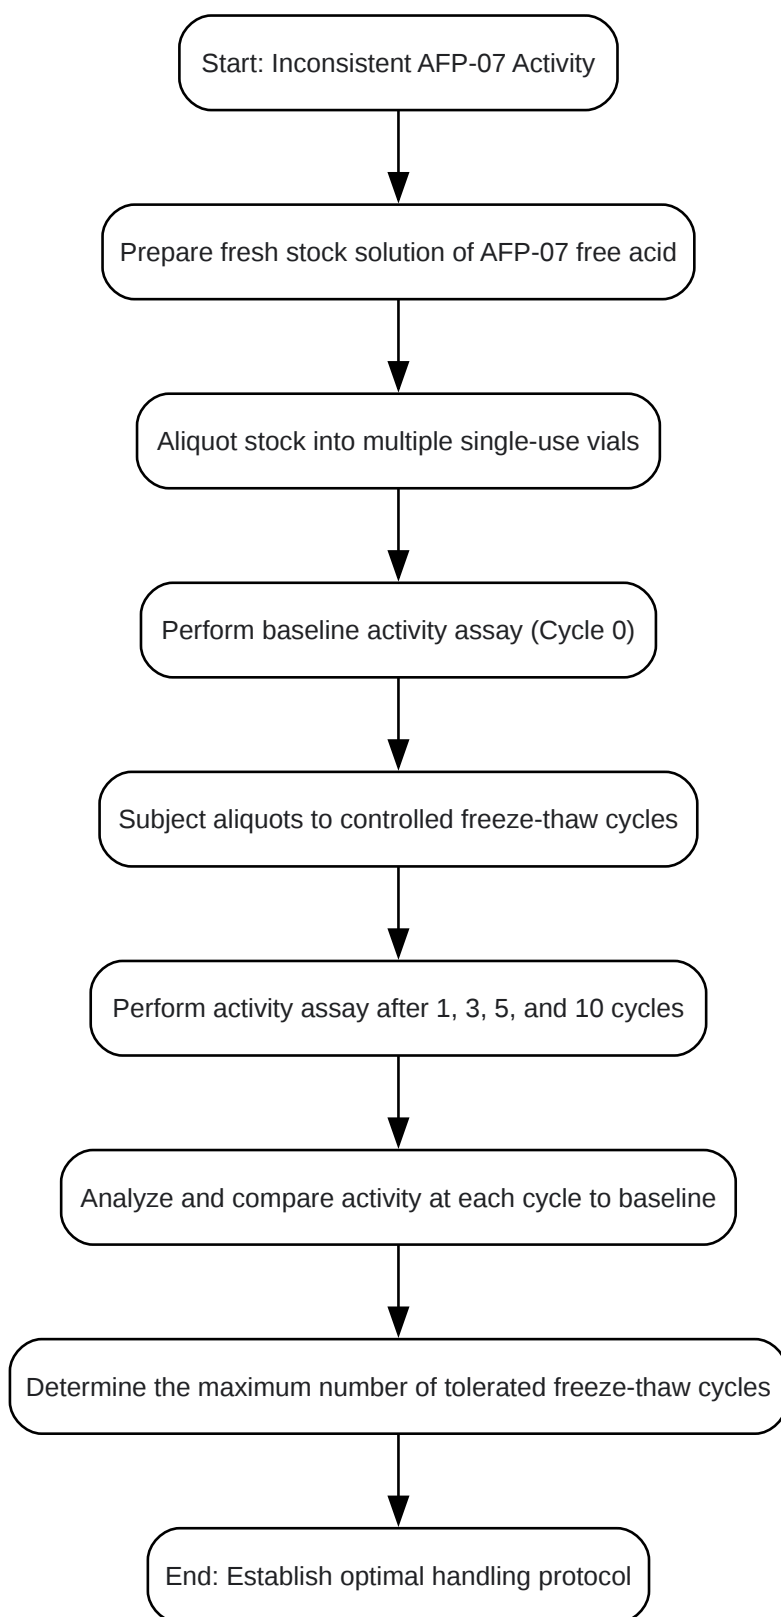 Start: Inconsistent AFP-07 Activity
Prepare fresh stock solution of AFP-07 free acid
Aliquot stock into multiple single-use vials
Perform baseline activity assay (Cycle 0)
Subject aliquots to controlled freeze-thaw cycles
Perform activity assay after 1, 3, 5, and 10 cycles
Analyze and compare activity at each cycle to baseline
Determine the maximum number of tolerated freeze-thaw cycles
End: Establish optimal handling protocol